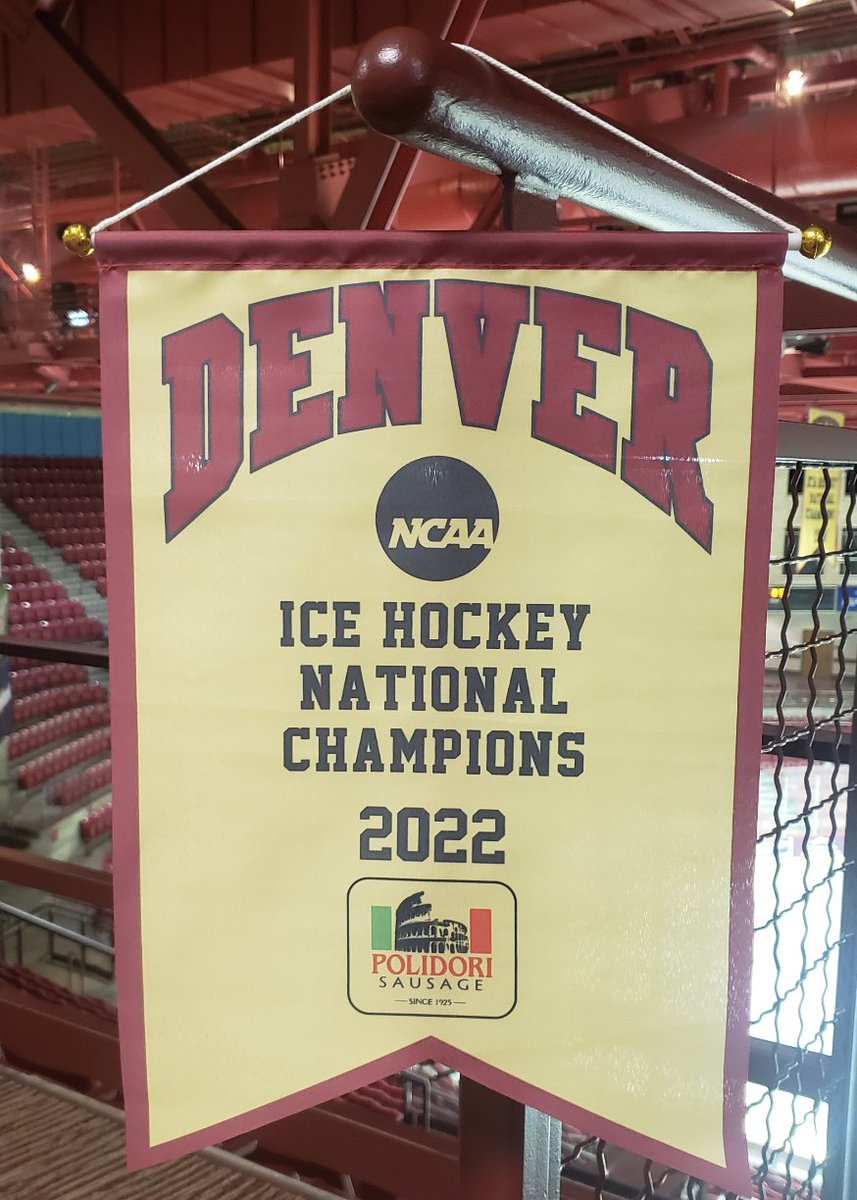 DENVER
NCAA
ICE HOCKEY
NATIONAL
CHAMPIONS
2022
POLIDORI
SAUSAGE
SINCE 1925